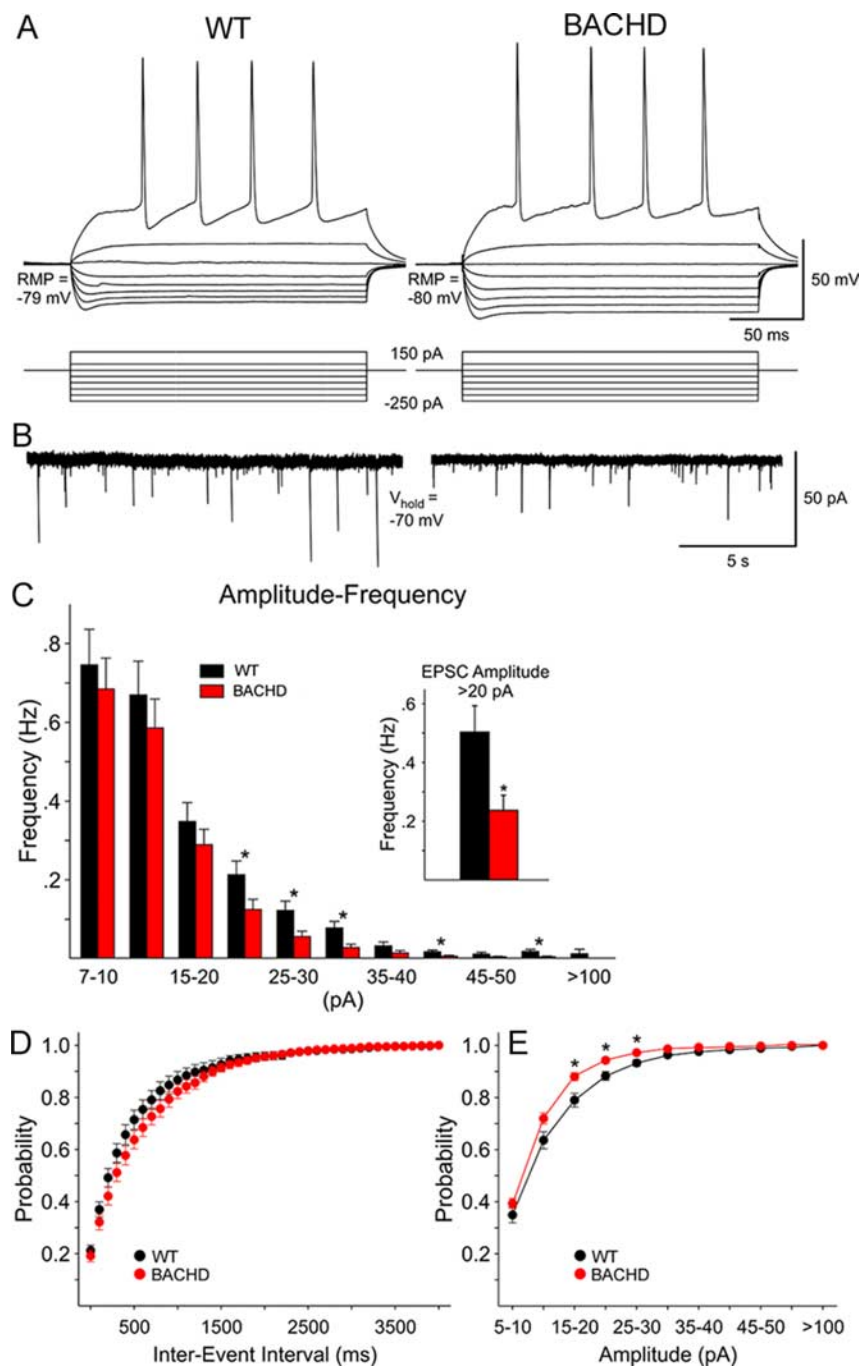 A
WT
BACHD
RMP =
-79 mV
RMP =
-80 mV
50 mV
50 ms
150 pA
-250 pA
B
Vhold =
-70 mV
50 pA
5 s
C
Amplitude-Frequency
Frequency (Hz)
.8
.6
.4
.2
WT
BACHD
EPSC Amplitude
>20 pA
Frequency (Hz)
.6
.4
.2
*
* * * * *
7-10 15-20 25-30 35-40 45-50 >100
(pA)
D
Probability
1.0
0.8
0.6
0.4
0.2
WT
BACHD
500 1500 2500 3500
Inter-Event Interval (ms)
E
Probability
1.0
0.8
0.6
0.4
0.2
* * *
WT
BACHD
5-10 15-20 25-30 35-40 45-50 >100
Amplitude (pA)